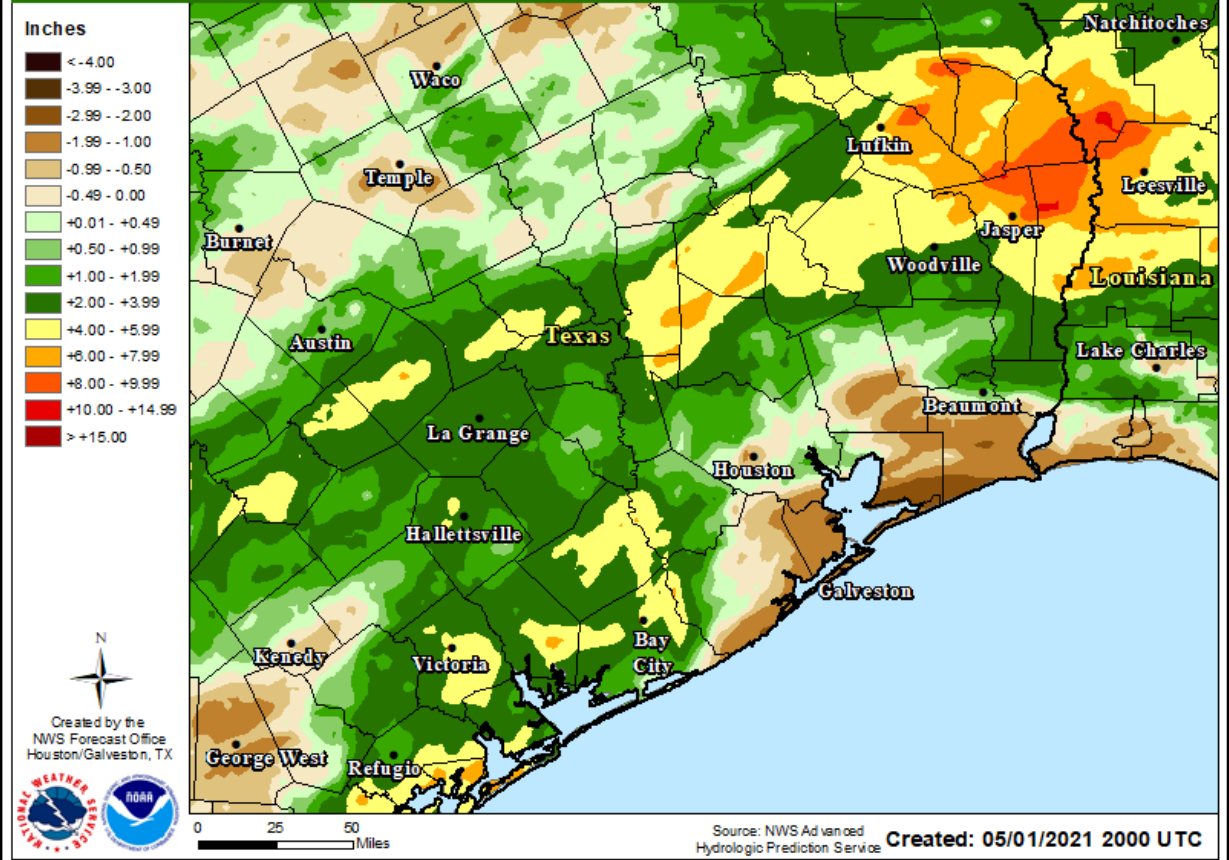 Inches
< -4.00
-3.99 - -3.00
-2.99 - -2.00
-1.99 - -1.00
-0.99 - -0.50
-0.49 - 0.00
+0.01 - +0.49
+0.50 - +0.99
+1.00 - +1.99
+2.00 - +3.99
+4.00 - +5.99
+6.00 - +7.99
+8.00 - +9.99
+10.00 - +14.99
> +15.00
Natchitoches
Waco
Lufkin
Temple
Leesville
Burnet
Jasper
Woodville
Louisiana
Austin
Texas
Lake Charles
Beaumont
La Grange
Houston
Hallettsville
Galveston
Bay
City
Kenedy
Victoria
George West
Refugio
N
Created by the
NWS Forecast Office
Houston/Galveston, TX
NATIONAL WEATHER SERVICE
NOAA
0 25 50
Miles
Source: NWS Advanced
Hydrologic Prediction Service
Created: 05/01/2021 2000 UTC